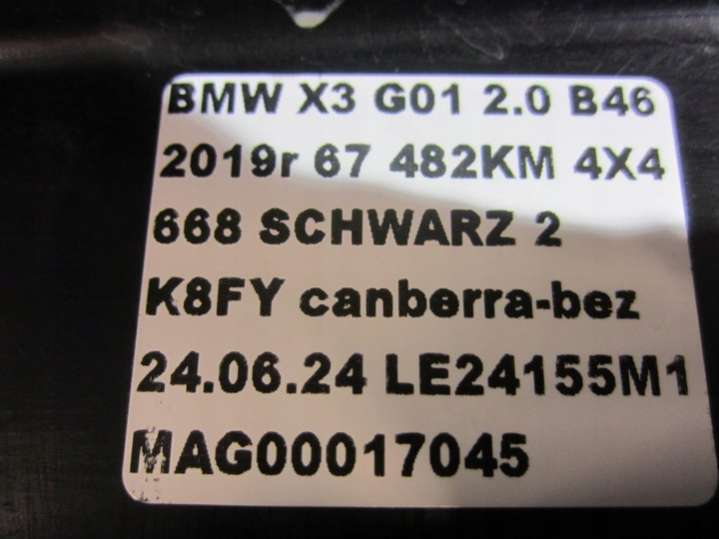 BMW X3 G01 2.0 B46
2019r 67 482KM 4X4
668 SCHWARZ 2
K8FY canberra-bez
24.06.24 LE24155M1
MAG00017045